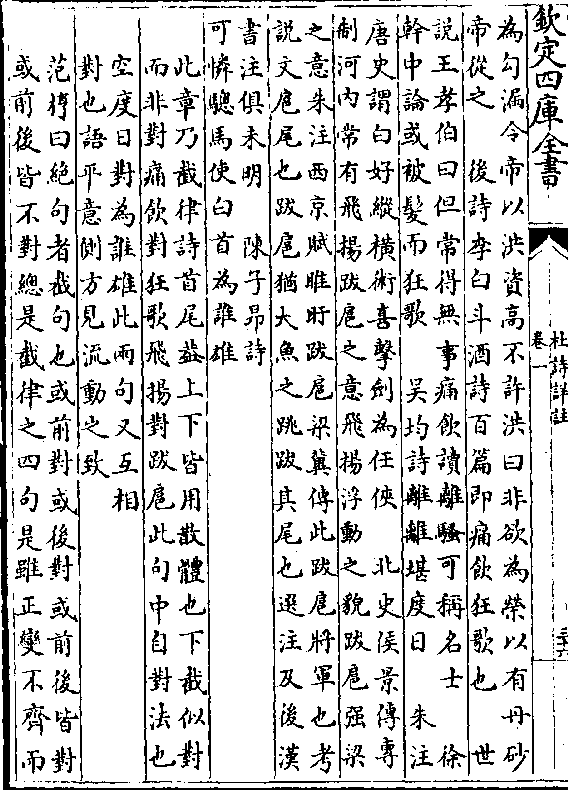 欽定四庫全書
杜詩詳註
卷一
為勾漏令帝以洪資高不許洪曰非欲為榮以有丹砂
帝從之　後詩李白斗酒詩百篇即痛飲狂歌也　世
說王孝伯曰但常得無事痛飲讀離騷可稱名士　徐
幹中論或被髮而狂歌　吳均詩離離堪度日　朱注
唐史謂白好縱橫術喜擊劍為任俠　北史侯景傳專
制河內常有飛揚跋扈之意飛揚浮動之貌跋扈强梁
之意朱注西京賦睢盱跋扈梁冀傳此跋扈將軍也考
說文扈尾也跋扈猶大魚之跳跋其尾也選注及後漢
書注俱未明　陳子昂詩
可憐驄馬使白首為誰雄
此章乃截律詩首尾葢上下皆用散體也下截似對
而非對痛飲對狂歌飛揚對跋扈此句中自對法也
空度日對為誰雄此兩句又互相
對也語平意側方見流動之致
范梈曰絕句者截句也或前對或後對或前後皆對
或前後皆不對總是截律之四句是雖正變不齊而